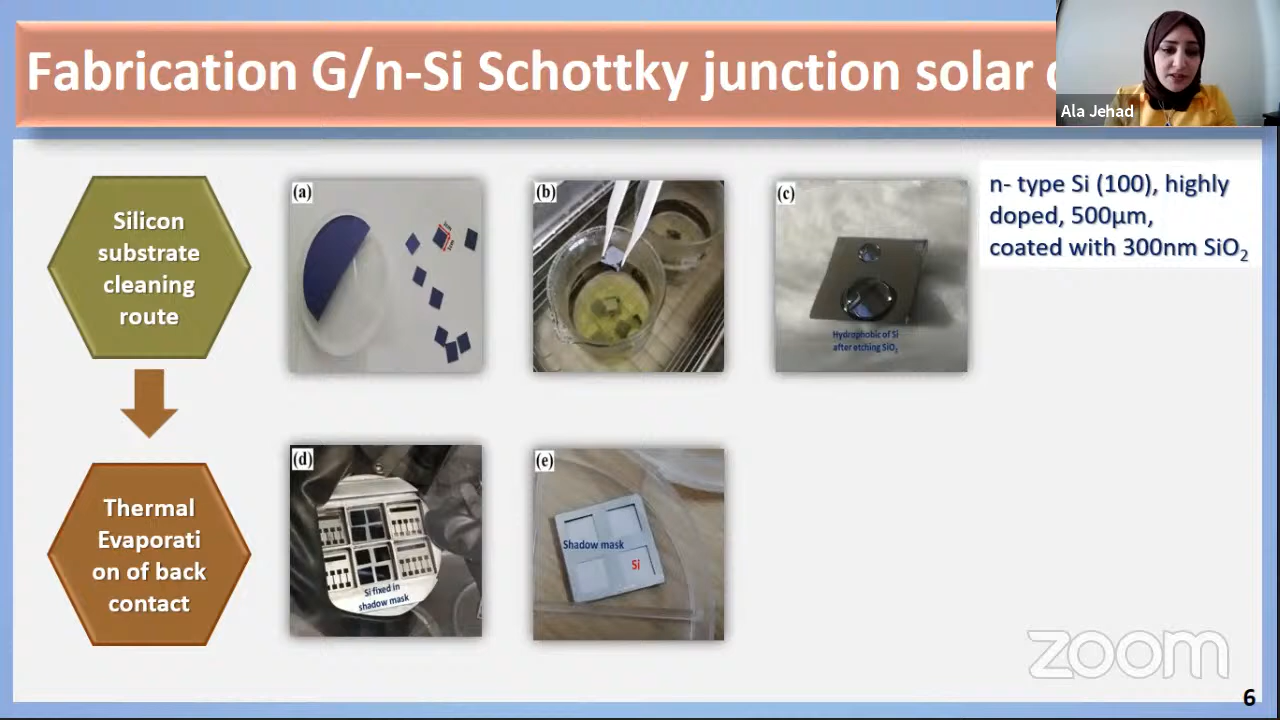 Fabrication G/n-Si Schottky junction solar
Ala Jehad
Silicon
substrate
cleaning
route
(a)
(b)
(c)
Hydrophobic of Si
after etching SiO₂
n- type Si (100), highly
doped, 500µm,
coated with 300nm SiO₂
Thermal
Evaporati
on of back
contact
(d)
Si fixed in
shadow mask
(e)
Shadow mask
Si
zoom
6